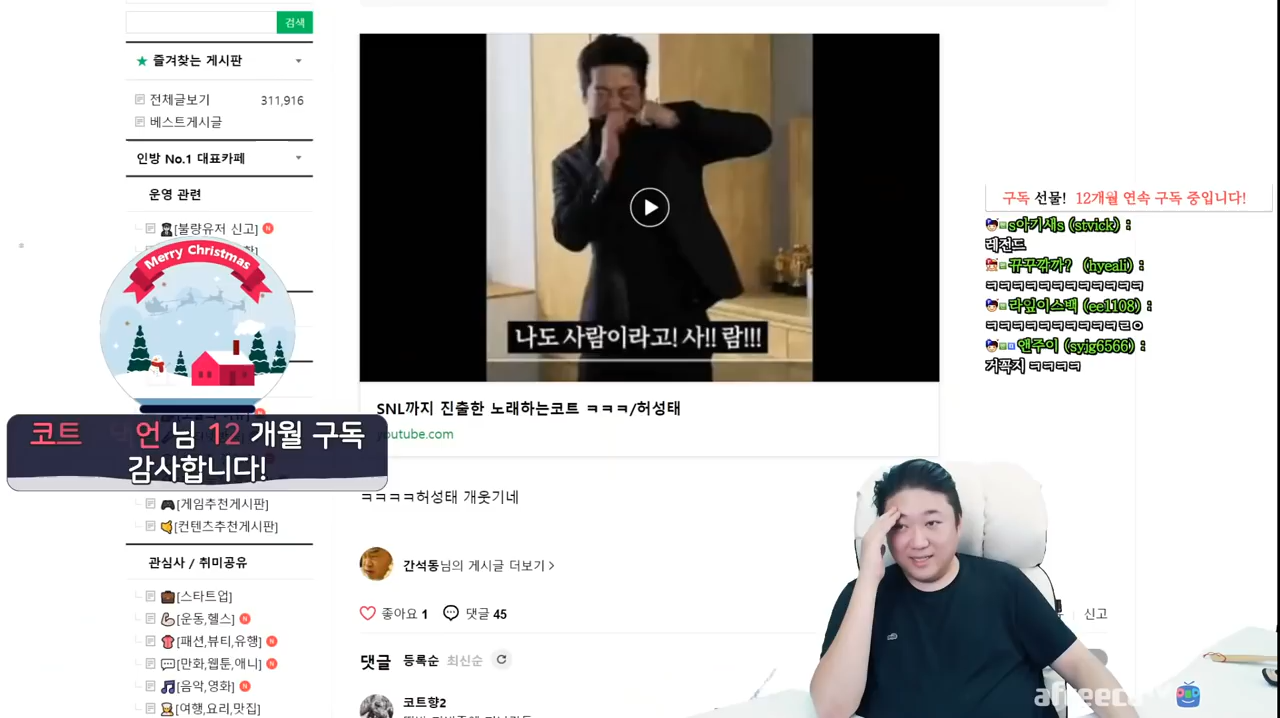 검색
★ 즐겨찾는 게시판
전체글보기 311,916
베스트게시글
인방 No.1 대표카페
운영 관련
[불량유저 신고]
Merry Christmas
코트 언 님 12 개월 구독
감사합니다!
[게임추천게시판]
[컨텐츠추천게시판]
관심사 / 취미공유
[스타트업]
[운동,헬스]
[패션,뷰티,유행]
[만화,웹툰,애니]
[음악,영화]
[여행,요리,맛집]
나도 사람이라고! 사!! 람!!!
SNL까지 진출한 노래하는코트 ㅋㅋㅋ/허성태
youtube.com
ㅋㅋㅋㅋ허성태 개웃기네
간석동님의 게시글 더보기 >
좋아요 1 댓글 45
신고
댓글 등록순 최신순
코트향2
구독 선물! 12개월 연속 구독 중입니다!
s아기새s (stvick) :
레전드
뀨꾸깎까? (hyeali) :
ㅋㅋㅋㅋㅋㅋㅋㅋㅋㅋㅋㅋ
라잎이스백 (ee1108) :
ㅋㅋㅋㅋㅋㅋㅋㅋㅋㅋㄹㅇ
앤주이 (syjg6566) :
거꼭지 ㅋㅋㅋㅋ
afreecaTV